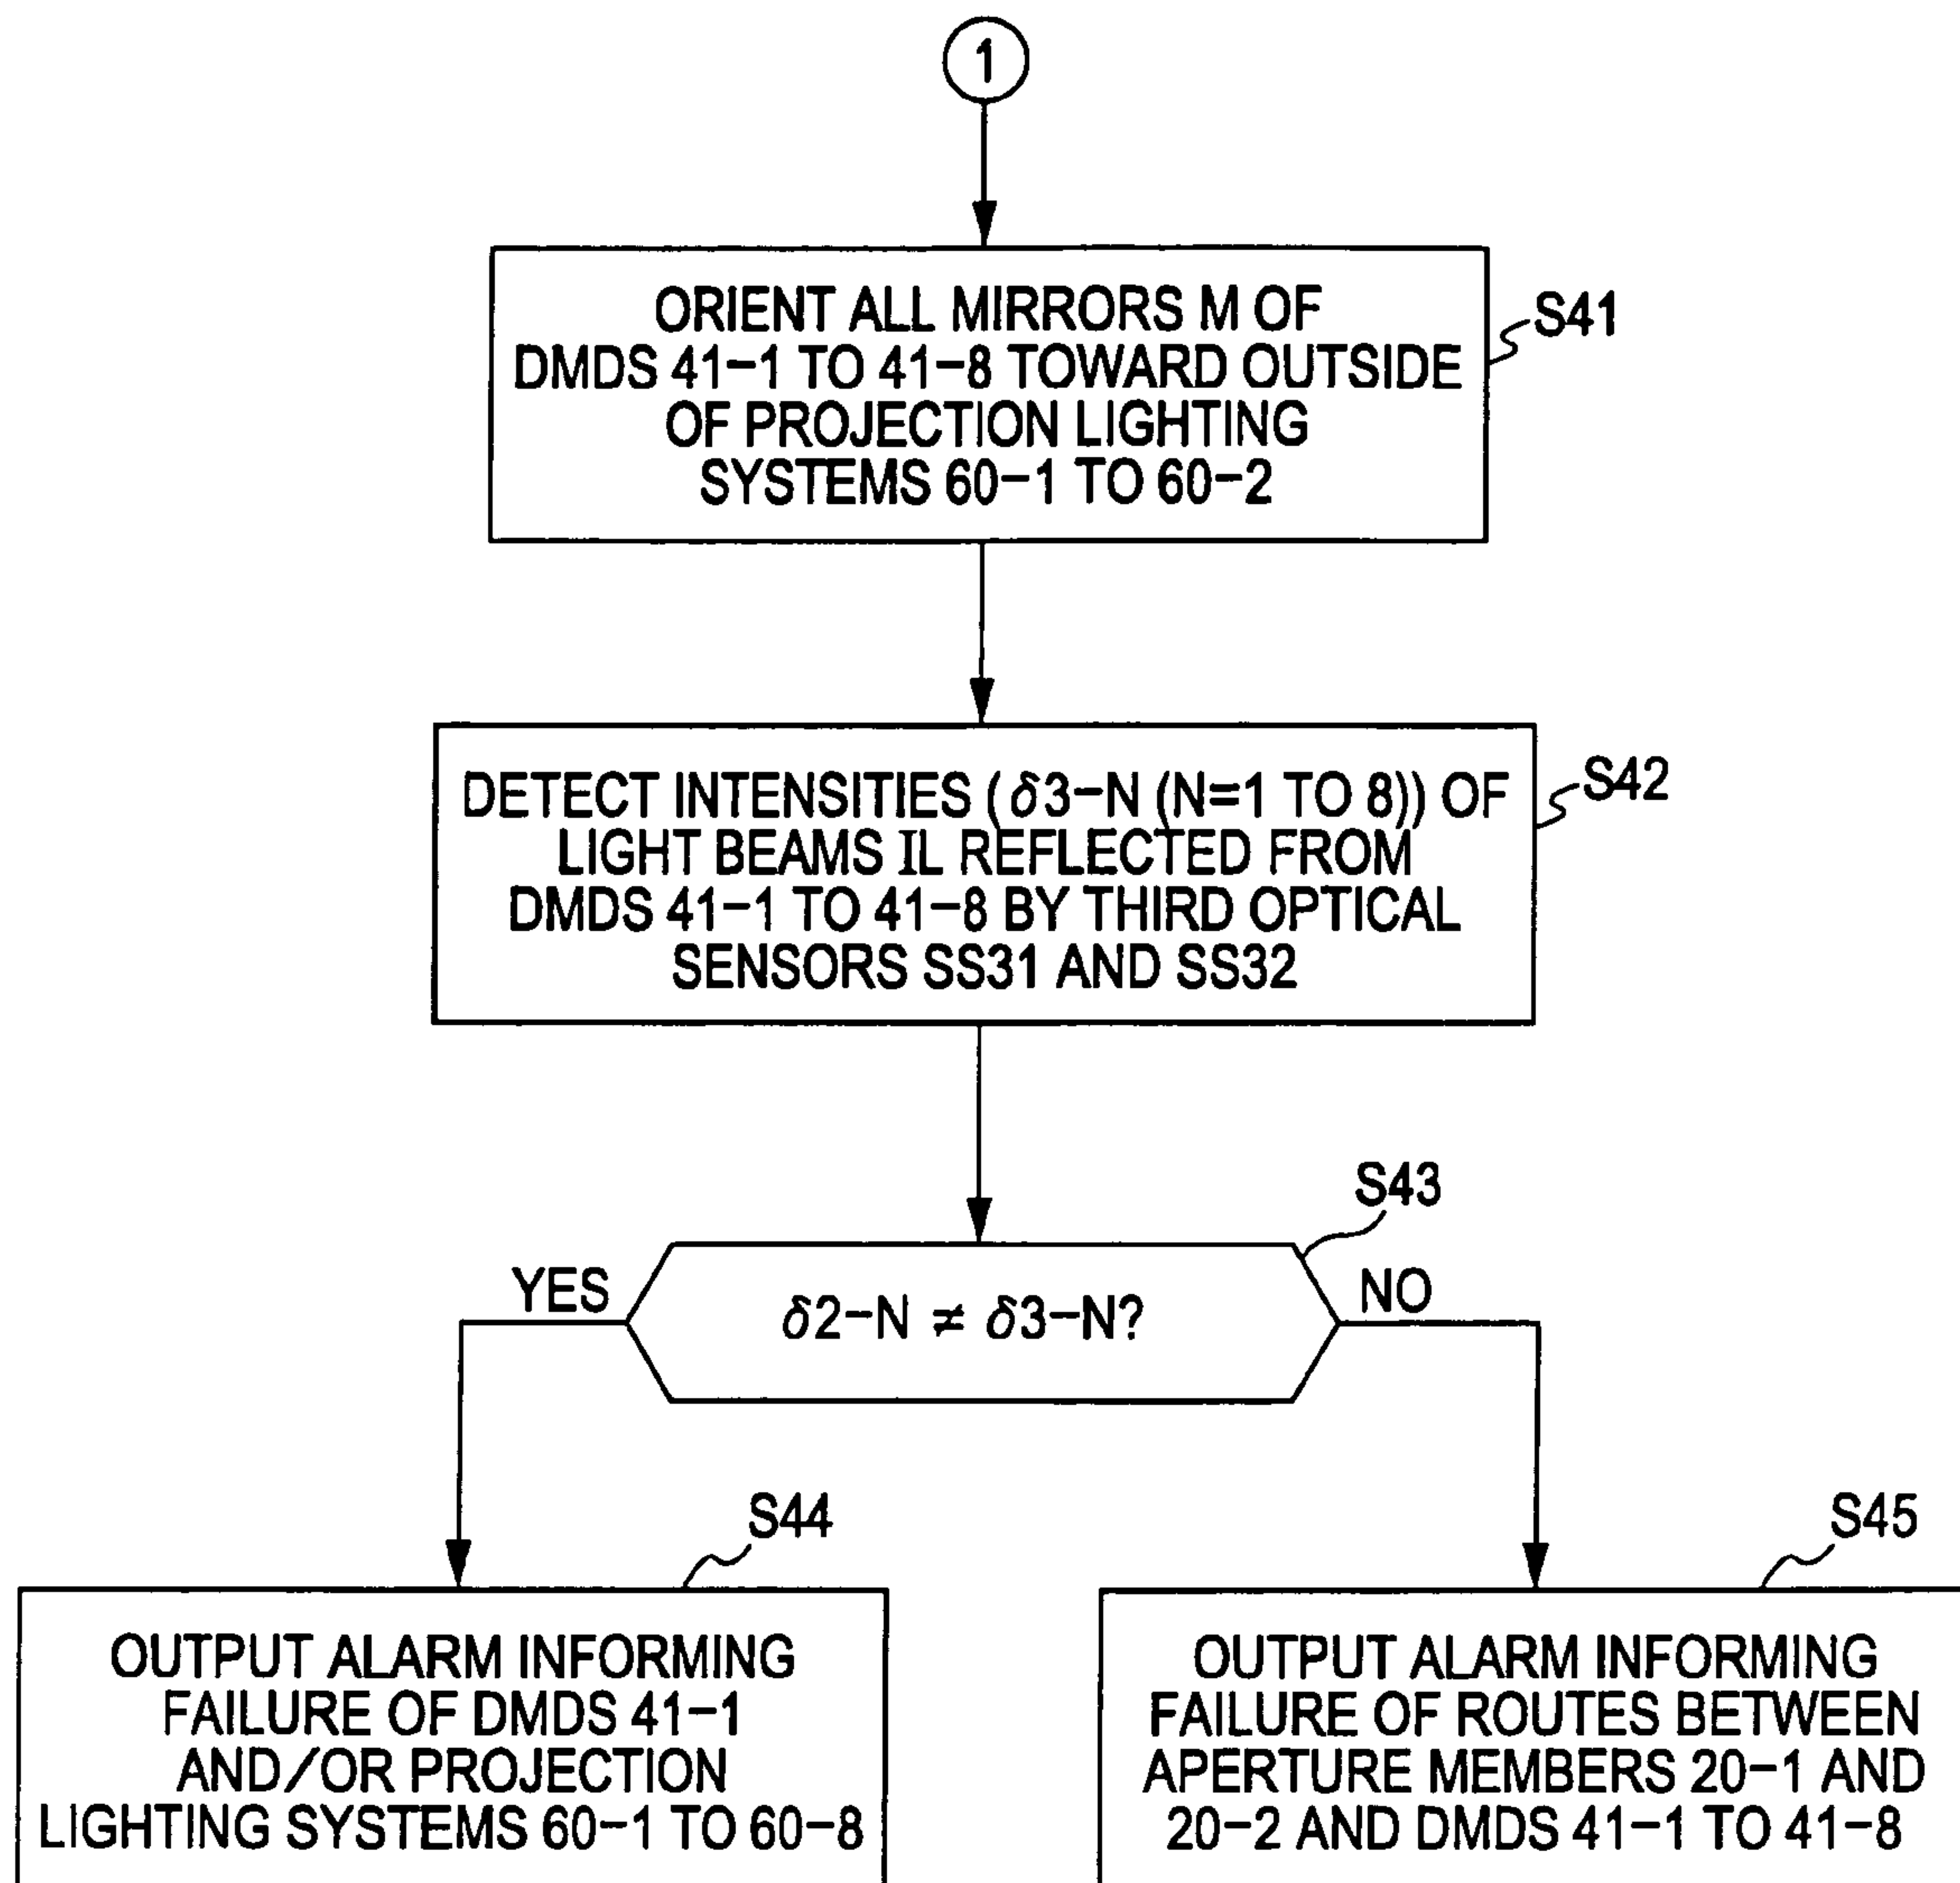 1
ORIENT ALL MIRRORS M OF
DMDS 41-1 TO 41-8 TOWARD OUTSIDE
OF PROJECTION LIGHTING
SYSTEMS 60-1 TO 60-2
S41
DETECT INTENSITIES (δ3-N (N=1 TO 8)) OF
LIGHT BEAMS IL REFLECTED FROM
DMDS 41-1 TO 41-8 BY THIRD OPTICAL
SENSORS SS31 AND SS32
S42
S43
YES
δ2-N ≠ δ3-N?
NO
S44
OUTPUT ALARM INFORMING
FAILURE OF DMDS 41-1
AND/OR PROJECTION
LIGHTING SYSTEMS 60-1 TO 60-8
S45
OUTPUT ALARM INFORMING
FAILURE OF ROUTES BETWEEN
APERTURE MEMBERS 20-1 AND
20-2 AND DMDS 41-1 TO 41-8